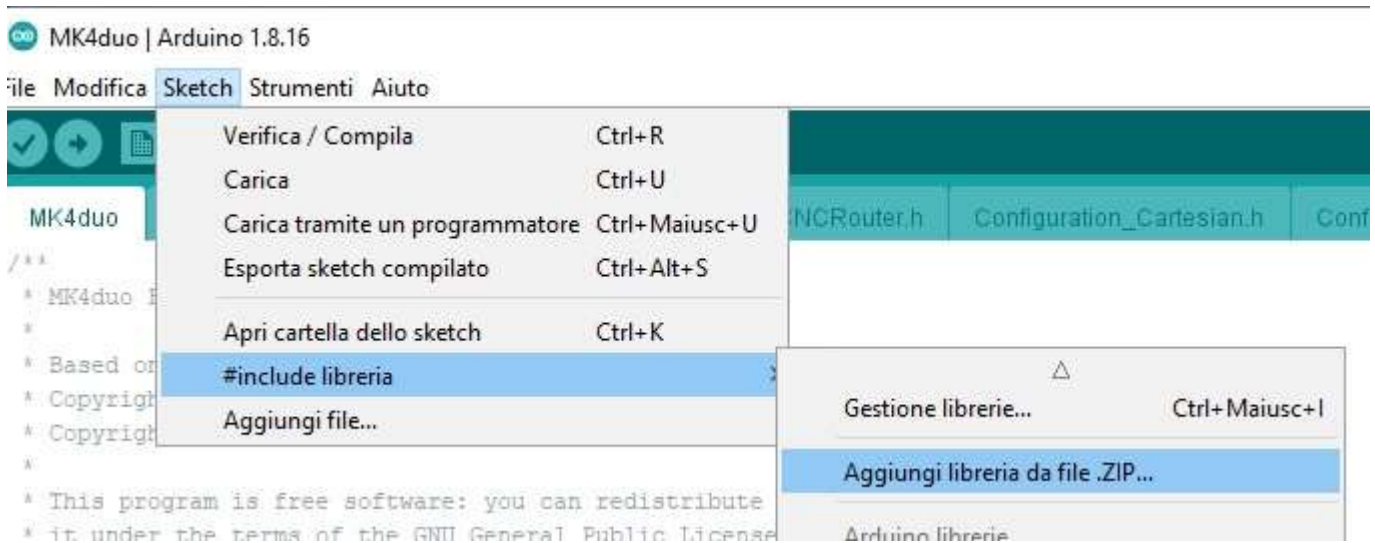 MK4duo | Arduino 1.8.16
File Modifica Sketch Strumenti Aiuto
Verifica / Compila Ctrl+R
Carica Ctrl+U
Carica tramite un programmatore Ctrl+Maiusc+U
Esporta sketch compilato Ctrl+Alt+S
Apri cartella dello sketch Ctrl+K
#include libreria
Aggiungi file...
Gestione librerie... Ctrl+Maiusc+I
Aggiungi libreria da file .ZIP...
Arduino librerie
MK4duo NCRouter.h Configuration_Cartesian.h Conf
/**
* MK4duo
*
* Based on
* Copyrigh
* Copyrigh
*
* This program is free software: you can redistribute
* it under the terms of the GNU General Public License